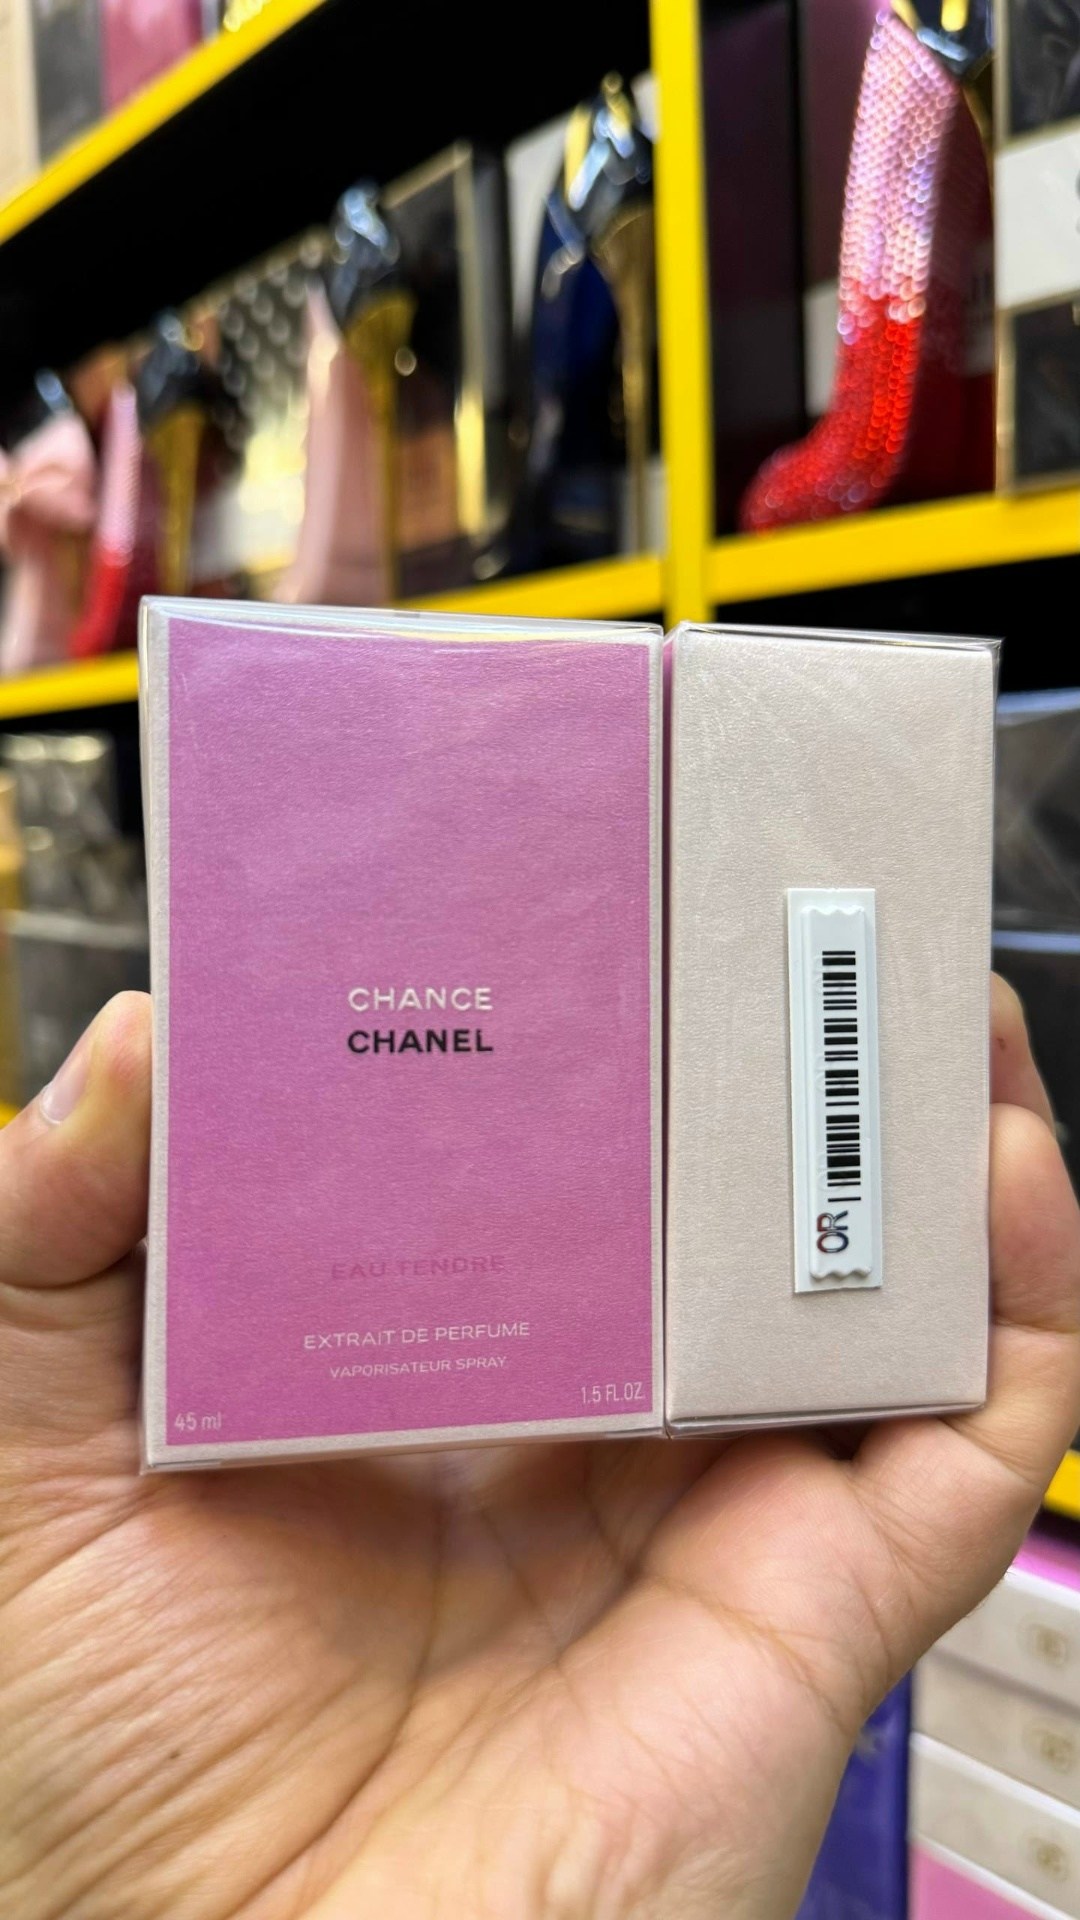 CHANCE
CHANEL
EAU TENDRE
EXTRAIT DE PERFUME
VAPORISATEUR SPRAY
45 ml
1.5 FL.OZ.
OR